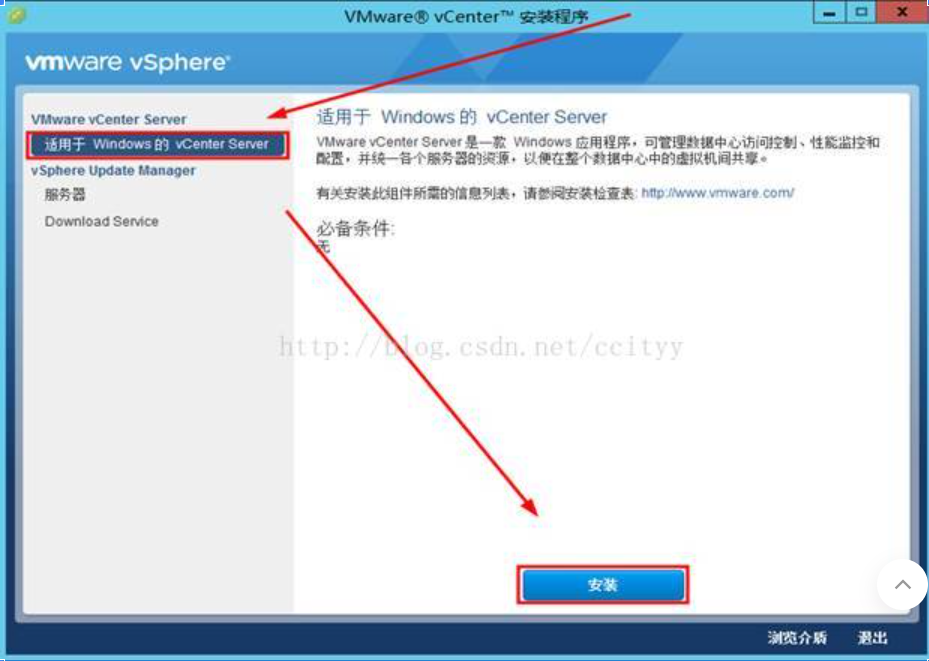 VMware® vCenter™ 安装程序
vmware vSphere®
VMware vCenter Server
适用于 Windows 的 vCenter Server
vSphere Update Manager
服务器
Download Service
适用于 Windows 的 vCenter Server
VMware vCenter Server 是一款 Windows 应用程序，可管理数据中心访问控制、性能监控和
配置，并统一各个服务器的资源，以便在整个数据中心中的虚拟机间共享。
有关安装此组件所需的信息列表，请参阅安装检查表: http://www.vmware.com/
必备条件:
无
http://blog.csdn.net/ccityy
安装
浏览介质 退出